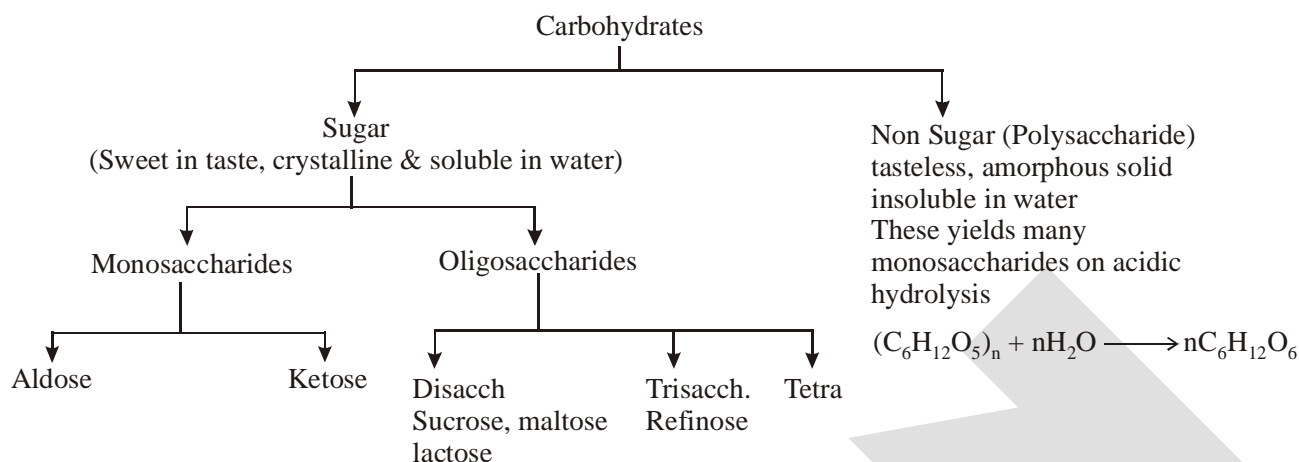 Carbohydrates
Sugar
(Sweet in taste, crystalline & soluble in water)
Non Sugar (Polysaccharide)
tasteless, amorphous solid
insoluble in water
These yields many
monosaccharides on acidic
hydrolysis
(C₆H₁₂O₅)ₙ + nH₂O ⟶ nC₆H₁₂O₆
Monosaccharides
Oligosaccharides
Aldose
Ketose
Disacch
Sucrose, maltose
lactose
Trisacch.
Refinose
Tetra